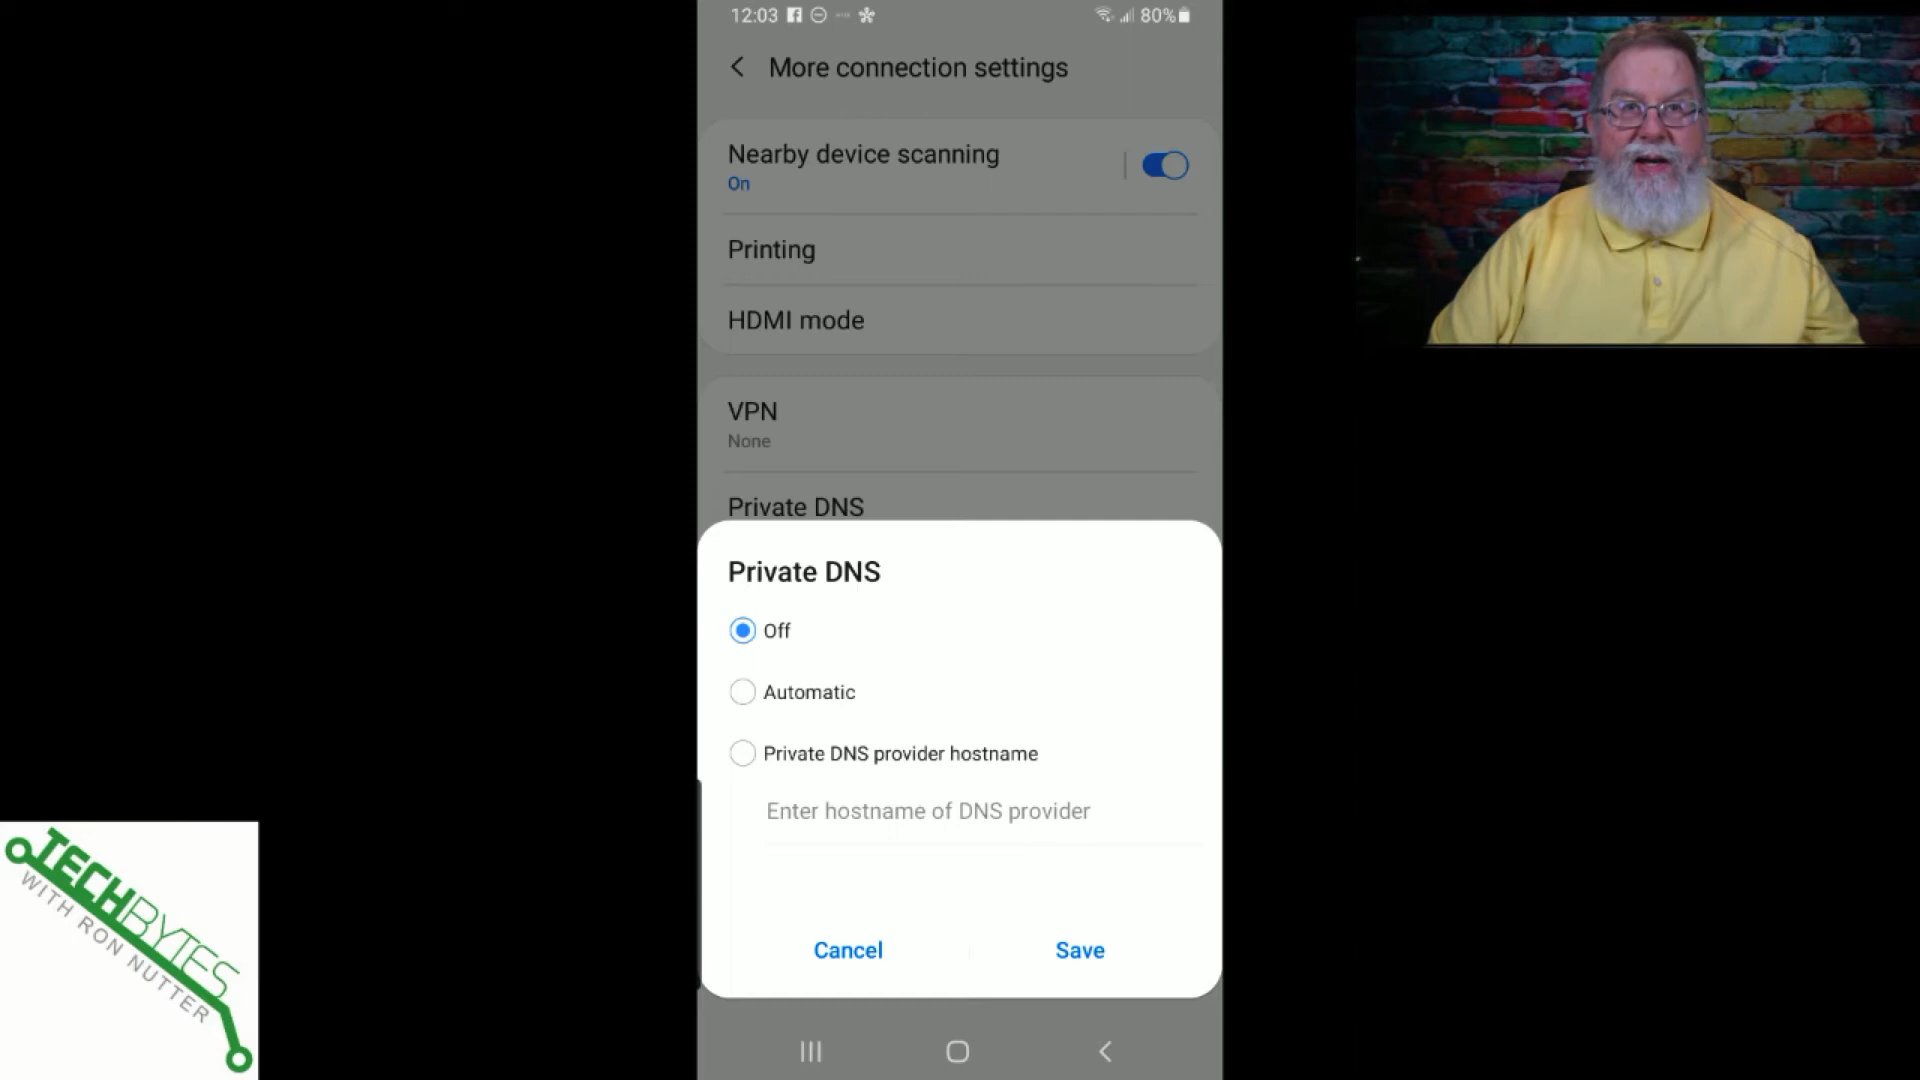 12:03
80%
More connection settings
Nearby device scanning
On
Printing
HDMI mode
VPN
None
Private DNS
Private DNS
Off
Automatic
Private DNS provider hostname
Enter hostname of DNS provider
Cancel
Save
TECHBYTES
WITH RON NUTTER